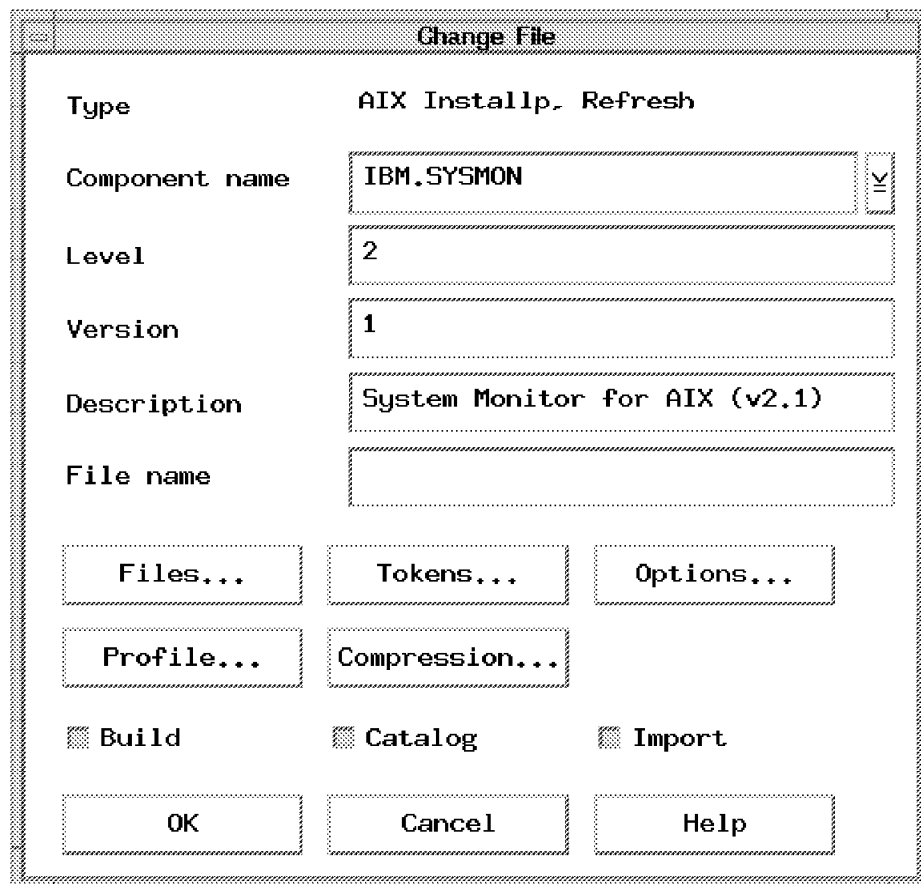 Change File
Type AIX Installp, Refresh
Component name IBM.SYSMON
Level 2
Version 1
Description System Monitor for AIX (v2.1)
File name
Files... Tokens... Options...
Profile... Compression...
Build Catalog Import
OK Cancel Help